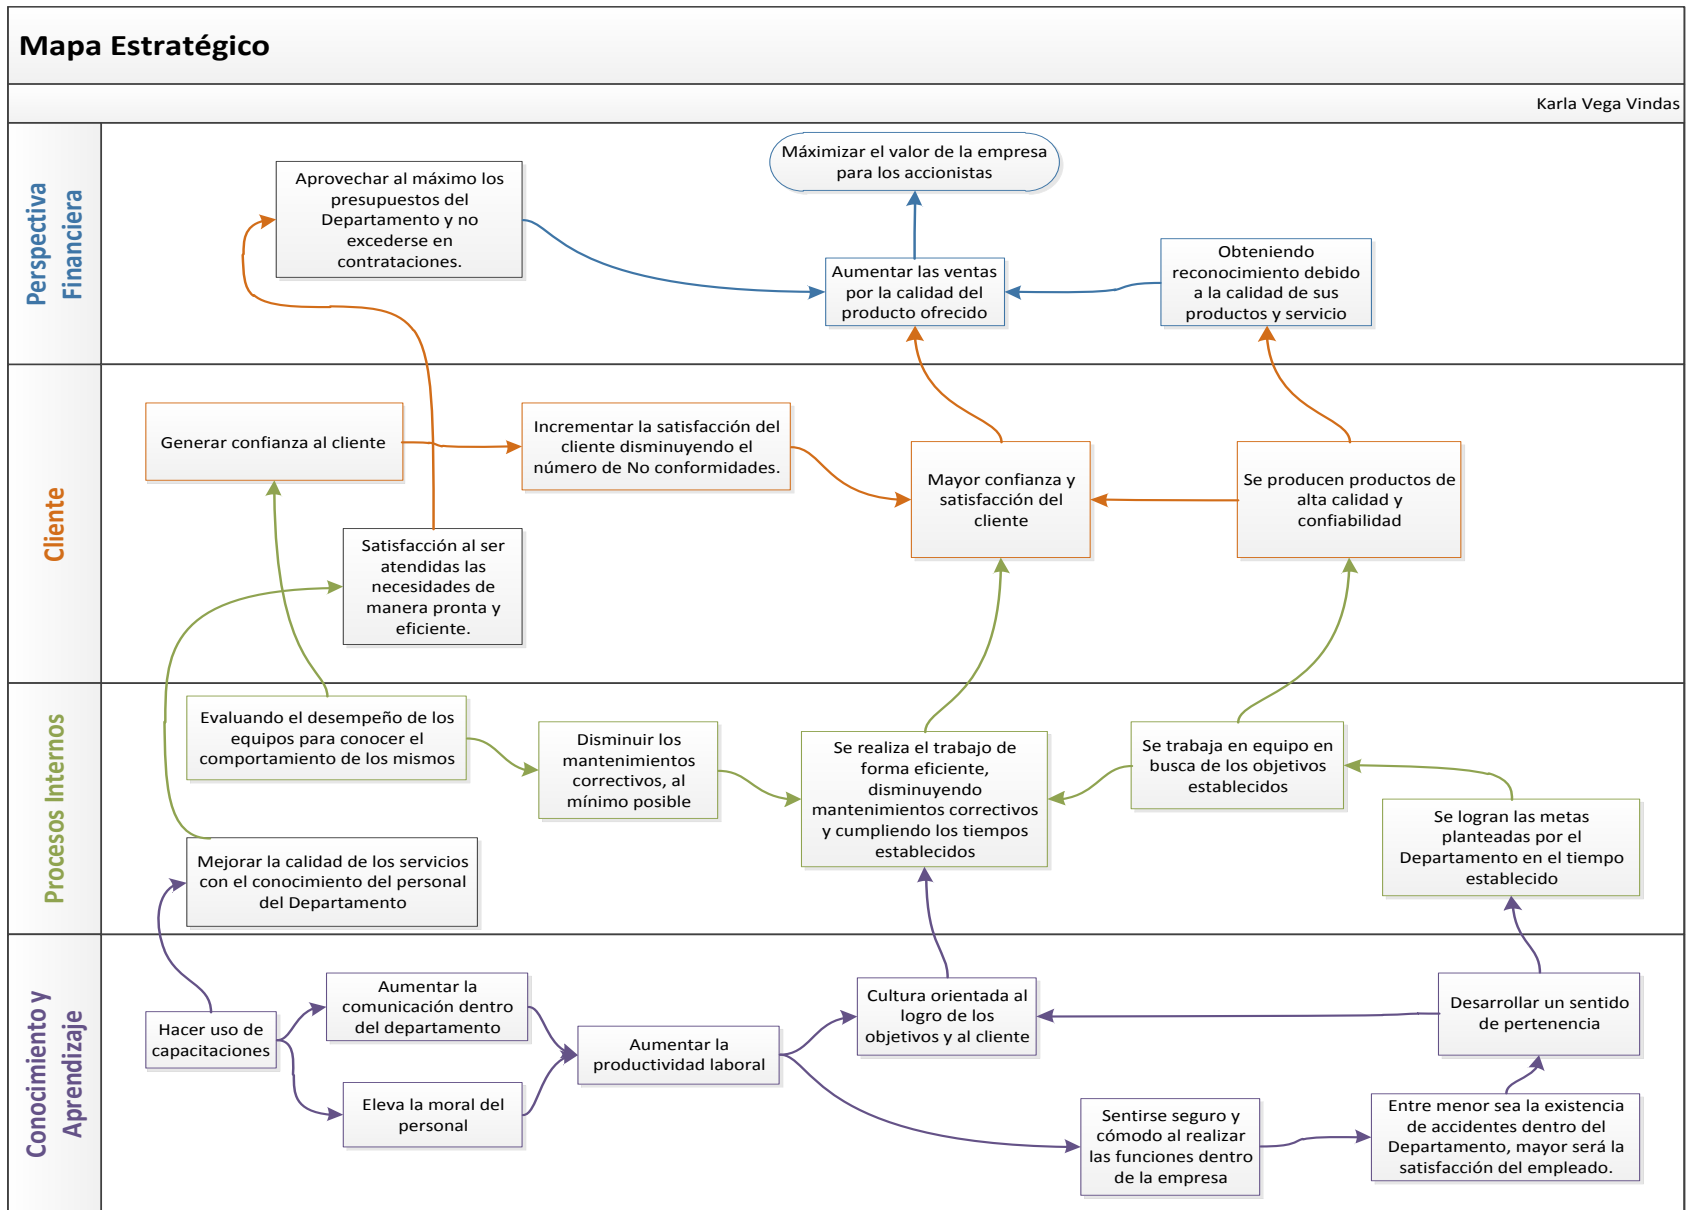 Mapa Estratégico
Karla Vega Vindas
Perspectiva
Financiera
Aprovechar al máximo los
presupuestos del
Departamento y no
excederse en
contrataciones.
Máximizar el valor de la empresa
para los accionistas
Aumentar las ventas
por la calidad del
producto ofrecido
Obteniendo
reconocimiento debido
a la calidad de sus
productos y servicio
Cliente
Generar confianza al cliente
Incrementar la satisfacción del
cliente disminuyendo el
número de No conformidades.
Mayor confianza y
satisfacción del
cliente
Se producen productos de
alta calidad y
confiabilidad
Satisfacción al ser
atendidas las
necesidades de
manera pronta y
eficiente.
Procesos Internos
Evaluando el desempeño de los
equipos para conocer el
comportamiento de los mismos
Disminuir los
mantenimientos
correctivos, al
mínimo posible
Se realiza el trabajo de
forma eficiente,
disminuyendo
mantenimientos correctivos
y cumpliendo los tiempos
establecidos
Se trabaja en equipo en
busca de los objetivos
establecidos
Se logran las metas
planteadas por el
Departamento en el tiempo
establecido
Mejorar la calidad de los servicios
con el conocimiento del personal
del Departamento
Conocimiento y
Aprendizaje
Hacer uso de
capacitaciones
Aumentar la
comunicación dentro
del departamento
Eleva la moral del
personal
Aumentar la
productividad laboral
Cultura orientada al
logro de los
objetivos y al cliente
Desarrollar un sentido
de pertenencia
Sentirse seguro y
cómodo al realizar
las funciones dentro
de la empresa
Entre menor sea la existencia
de accidentes dentro del
Departamento, mayor será la
satisfacción del empleado.